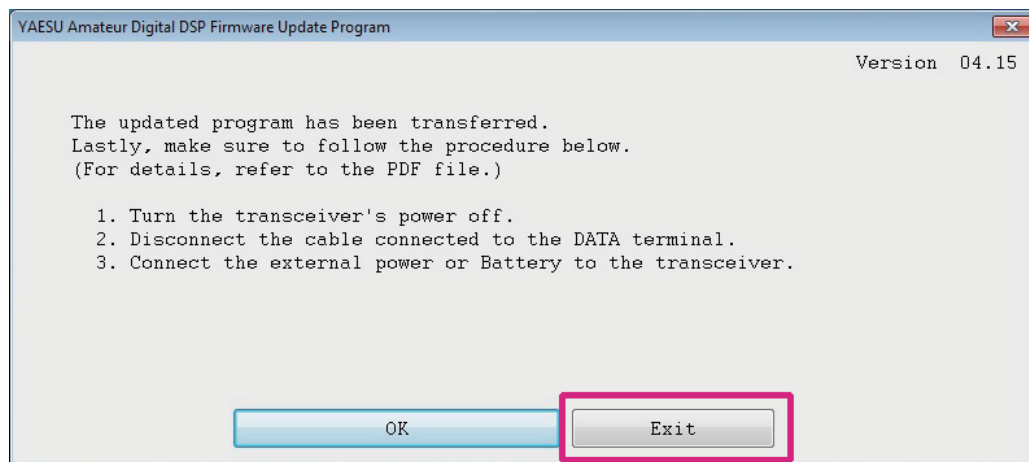 YAESU Amateur Digital DSP Firmware Update Program
Version 04.15
The updated program has been transferred.
Lastly, make sure to follow the procedure below.
(For details, refer to the PDF file.)
1. Turn the transceiver's power off.
2. Disconnect the cable connected to the DATA terminal.
3. Connect the external power or Battery to the transceiver.
OK Exit